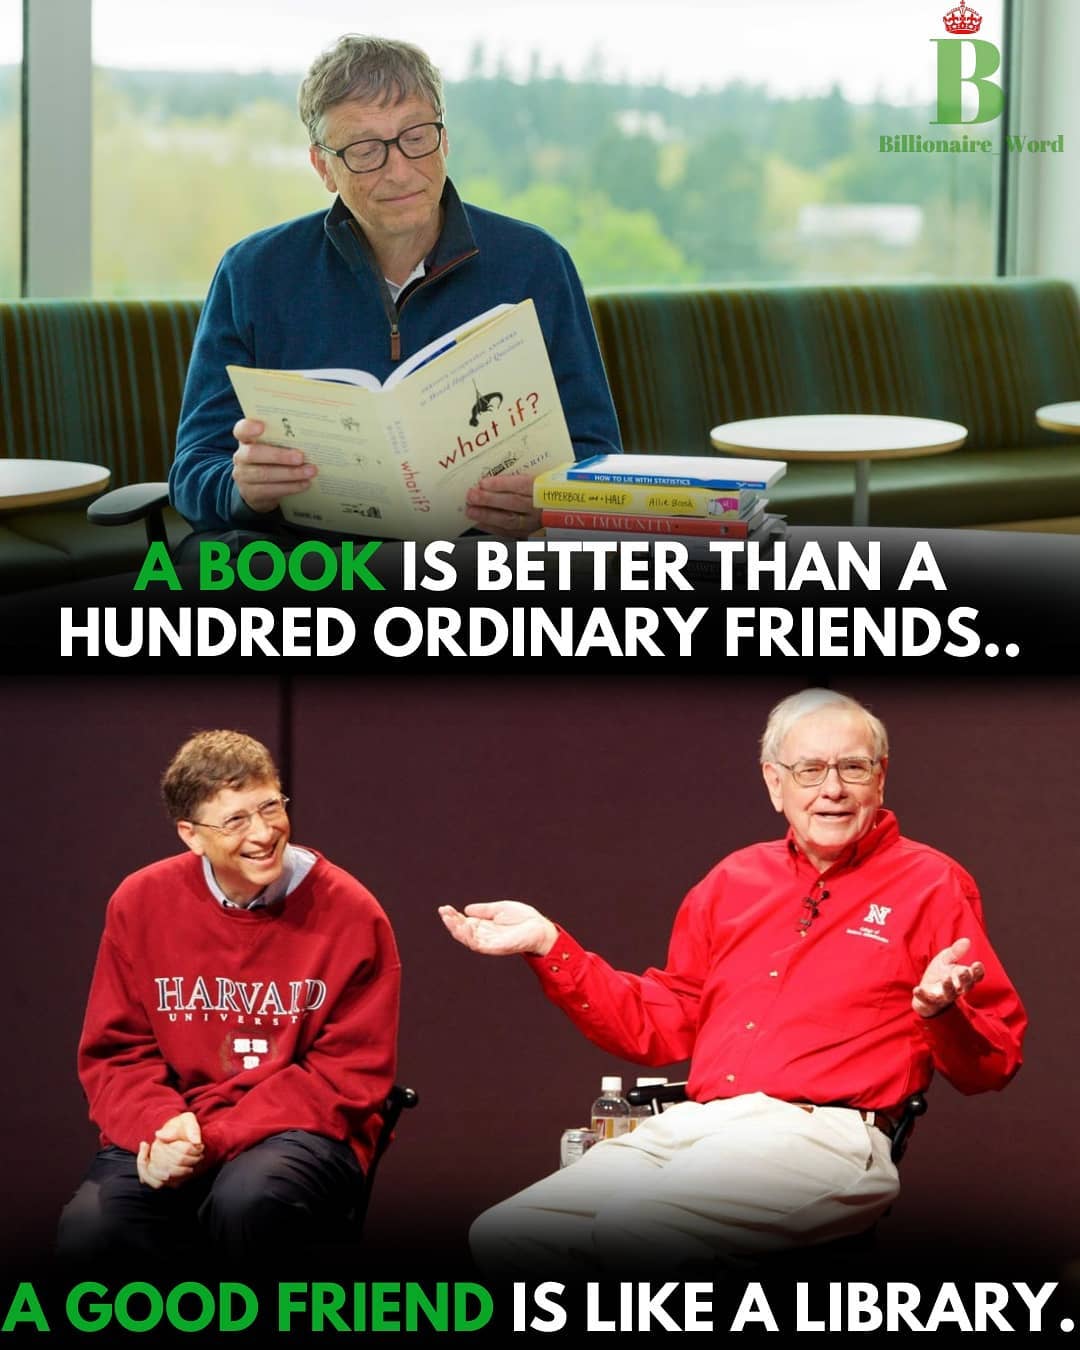 B
Billionaire_Word
what if?
what if?
HOW TO LIE WITH STATISTICS
HYPERBOLE and a HALF Allie Brosh
ON IMMUNITY
A BOOK IS BETTER THAN A
HUNDRED ORDINARY FRIENDS..
HARVARD
UNIVERSIT
N
A GOOD FRIEND IS LIKE A LIBRARY.